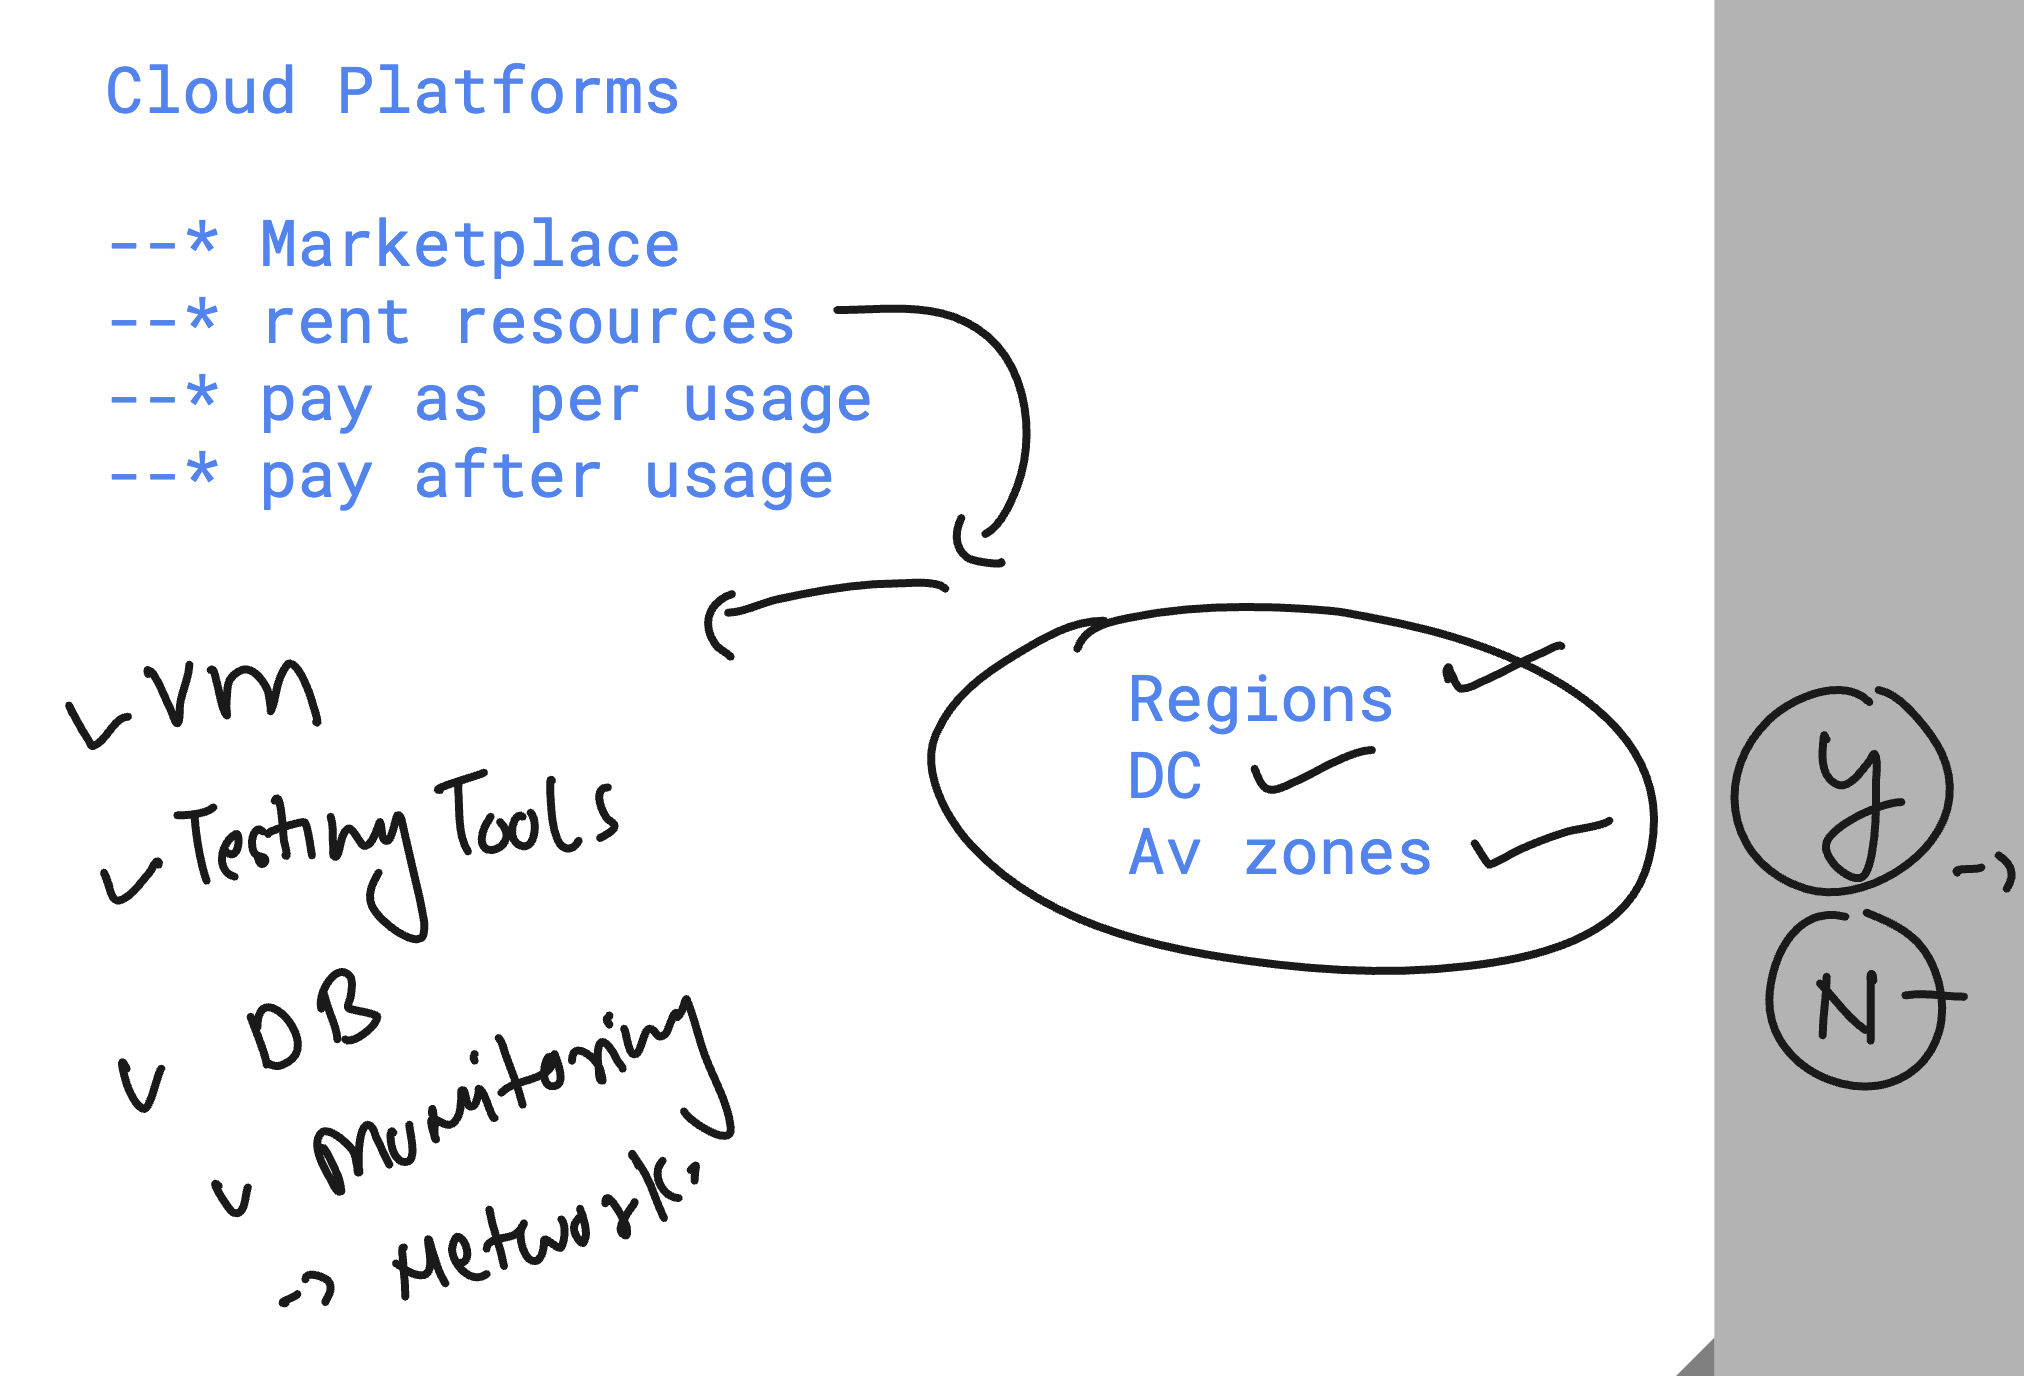 Cloud Platforms
--* Marketplace
--* rent resources
--* pay as per usage
--* pay after usage
VM
Testing Tools
DB
Monitoring
Network.
Regions
DC
Av zones
Y
N